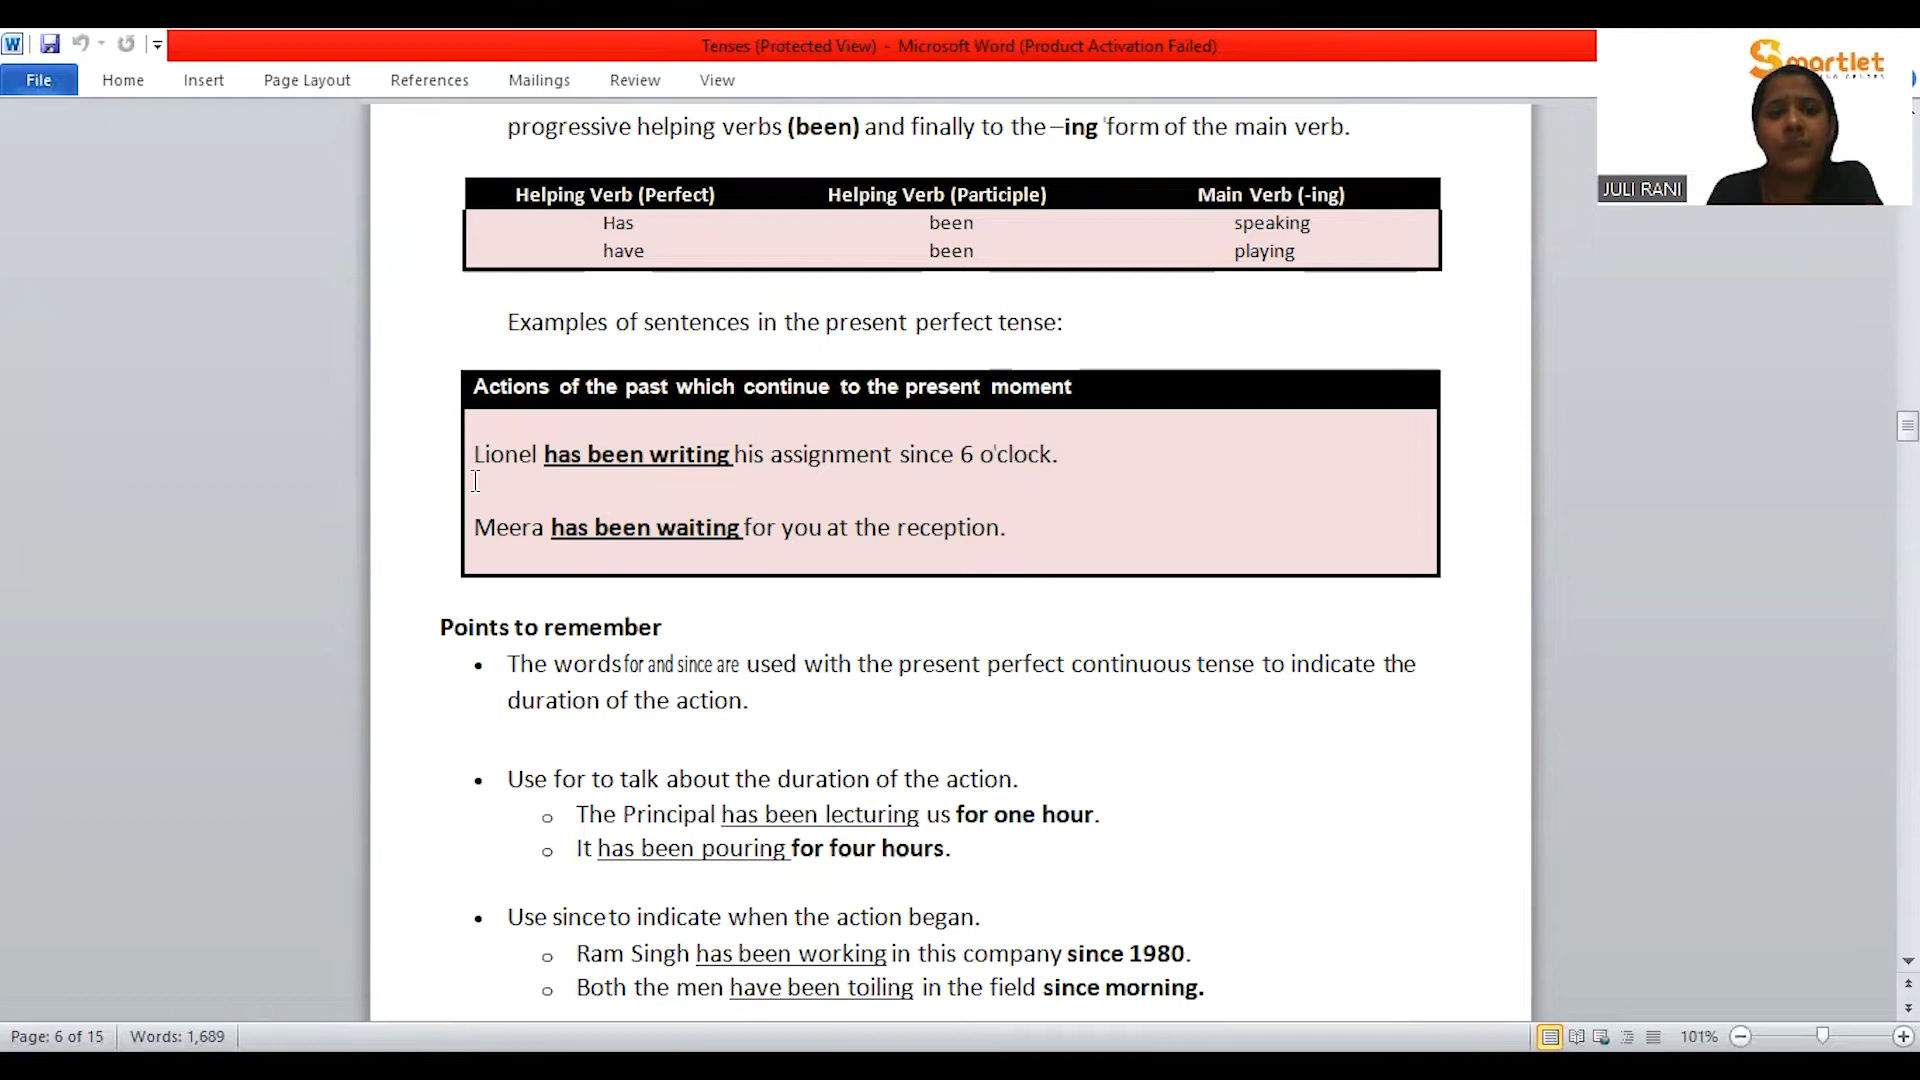 Tenses (Protected View) - Microsoft Word (Product Activation Failed)
File Home Insert Page Layout References Mailings Review View
Smartlet
JULI RANI
progressive helping verbs (been) and finally to the –ing 'form of the main verb.
Helping Verb (Perfect) Helping Verb (Participle) Main Verb (-ing)
Has been speaking
have been playing
Examples of sentences in the present perfect tense:
Actions of the past which continue to the present moment
Lionel has been writing his assignment since 6 o'clock.
Meera has been waiting for you at the reception.
Points to remember
• The words for and since are used with the present perfect continuous tense to indicate the
duration of the action.
• Use for to talk about the duration of the action.
o The Principal has been lecturing us for one hour.
o It has been pouring for four hours.
• Use since to indicate when the action began.
o Ram Singh has been working in this company since 1980.
o Both the men have been toiling in the field since morning.
Page: 6 of 15 Words: 1,689 101%